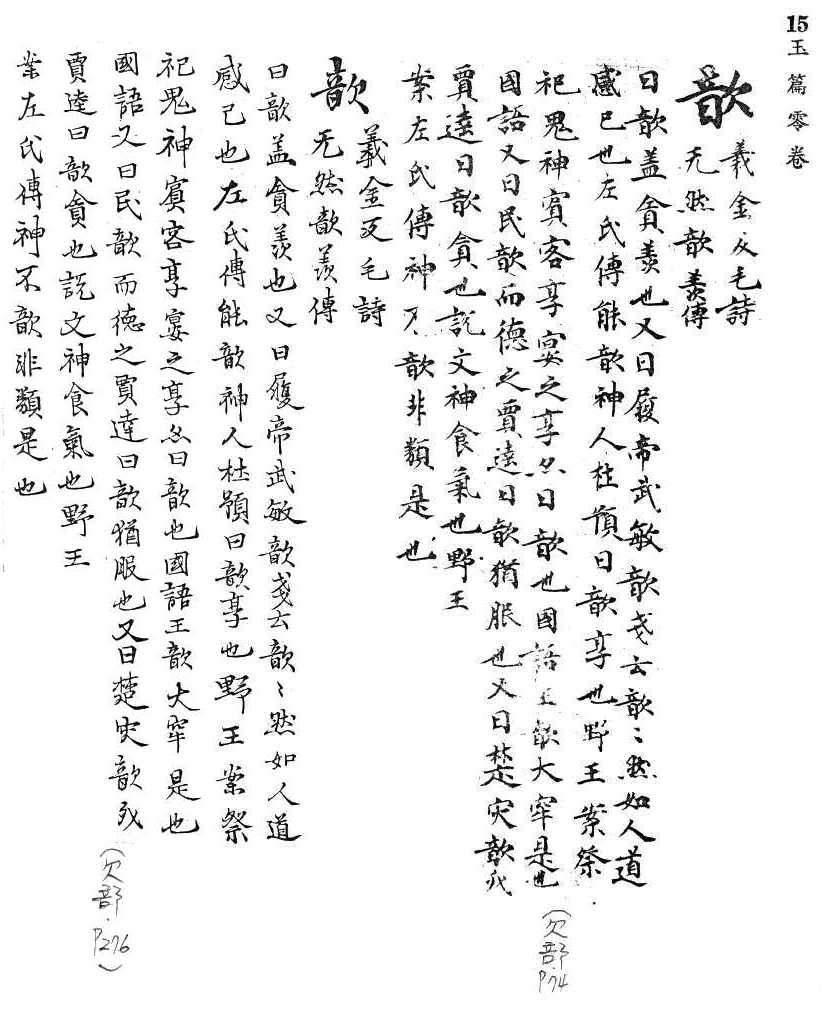 15玉篇零卷
歆
義金反毛詩
无然歆羨傳
曰歆盖貪羨也又曰履帝武敏歆戔云歆〻然如人道
感己也左氏傳能歆神人杜預曰歆享也野王案祭
祀鬼神賓客享宴之享亦曰歆也國語王歆大牢是也
國語又曰民歆而德之賈逵曰歆猶服也又曰楚必歆
賈逵曰歆貪也説文神食氣也野王
案左氏傳神不歆非類是也
(欠部 P74
歆
義金反毛詩
无然歆羨傳
曰歆盖貪羨也又曰履帝武敏歆戔云歆〻然如人道
感己也左氏傳能歆神人杜預曰歆享也野王案祭
祀鬼神賓客享宴之享亦曰歆也國語王歆大牢是也
國語又曰民歆而德之賈逵曰歆猶服也又曰楚必歆
賈逵曰歆貪也説文神食氣也野王
案左氏傳神不歆非類是也
(欠部·P276)